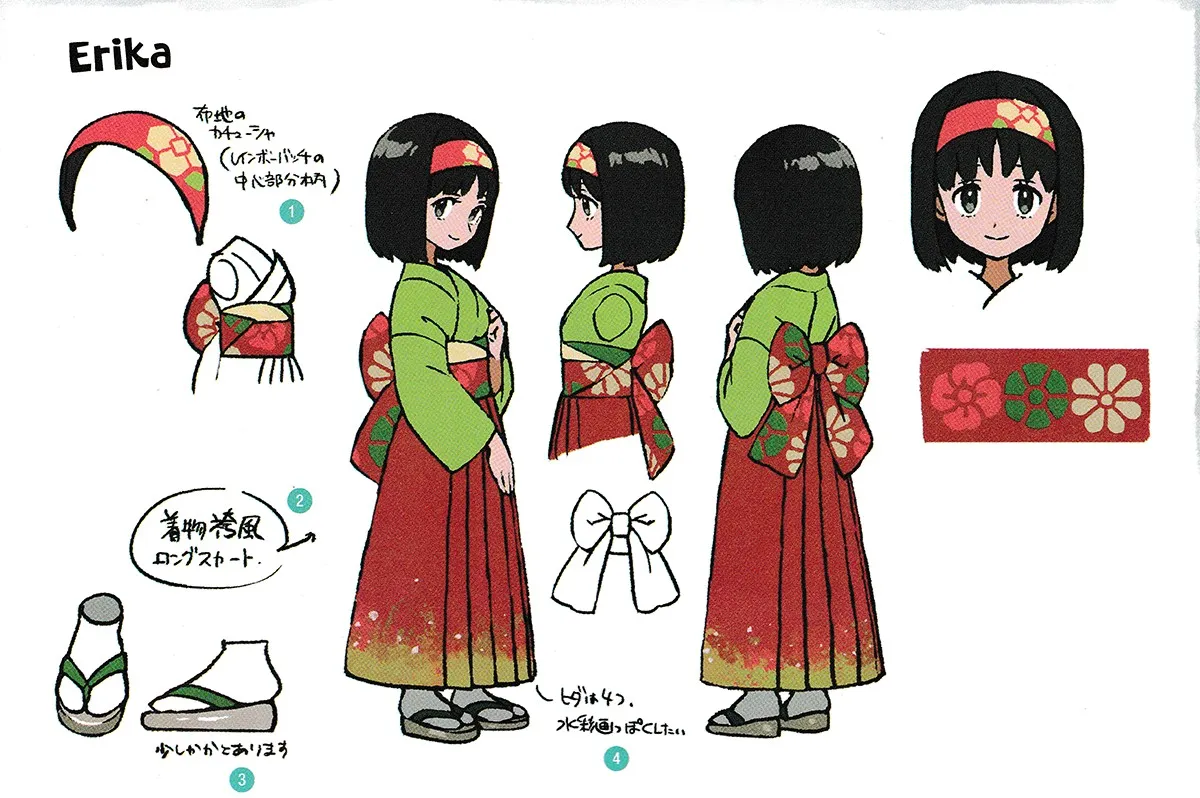 Erika
布地の
カチューシャ
(レインボーバッチの
中心部分柄)
1
2
着物袴風
ロングスカート.
少しかかとあります
3
ヒダは4つ.
水彩画っぽくしたい
4